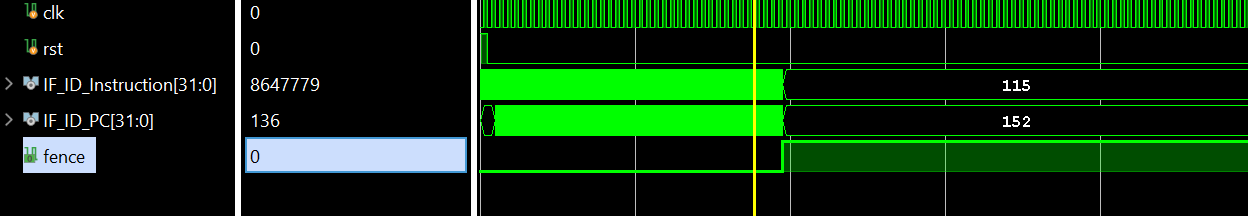 clk 0
rst 0
IF_ID_Instruction[31:0] 8647779 115
IF_ID_PC[31:0] 136 152
fence 0